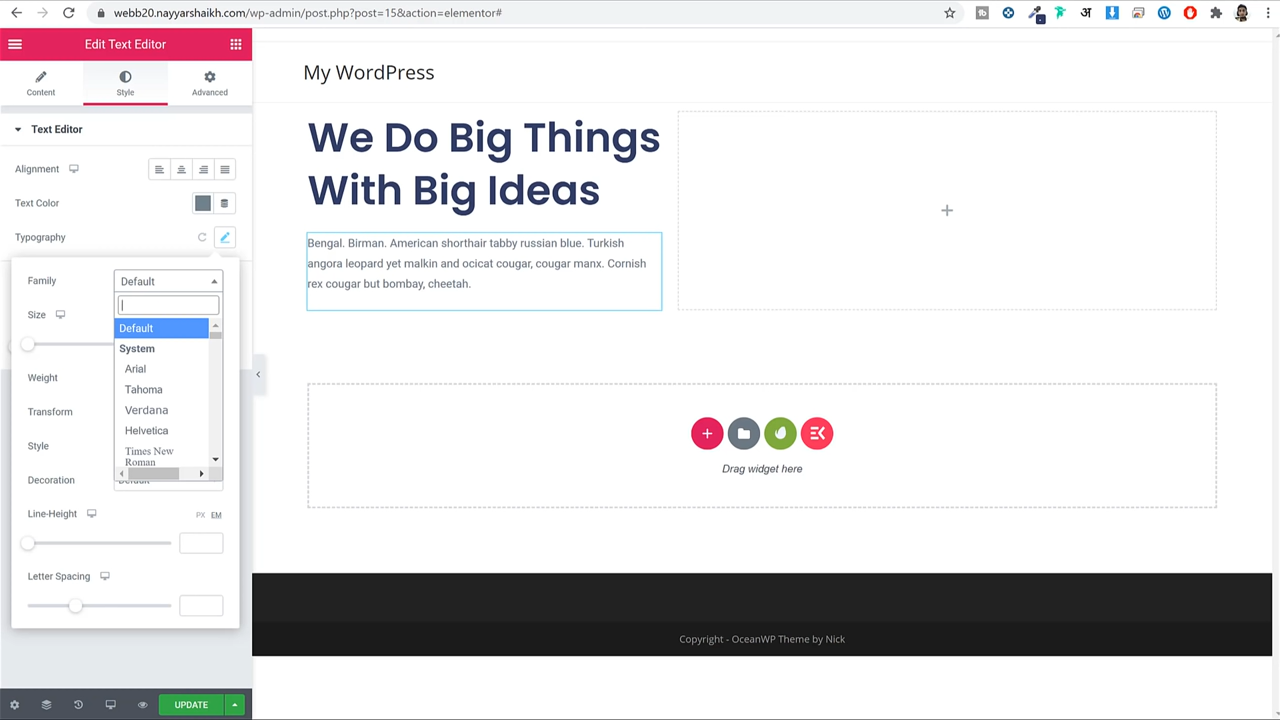 webb20.nayyarshaikh.com/wp-admin/post.php?post=15&action=elementor#
Edit Text Editor
Content
Style
Advanced
Text Editor
Alignment
Text Color
Typography
Family
Default
Size
Default
System
Arial
Weight
Tahoma
Transform
Verdana
Helvetica
Style
Times New
Roman
Decoration
Line-Height
PX EM
Letter Spacing
UPDATE
My WordPress
We Do Big Things
With Big Ideas
Bengal. Birman. American shorthair tabby russian blue. Turkish
angora leopard yet malkin and ocicat cougar, cougar manx. Cornish
rex cougar but bombay, cheetah.
Drag widget here
Copyright - OceanWP Theme by Nick